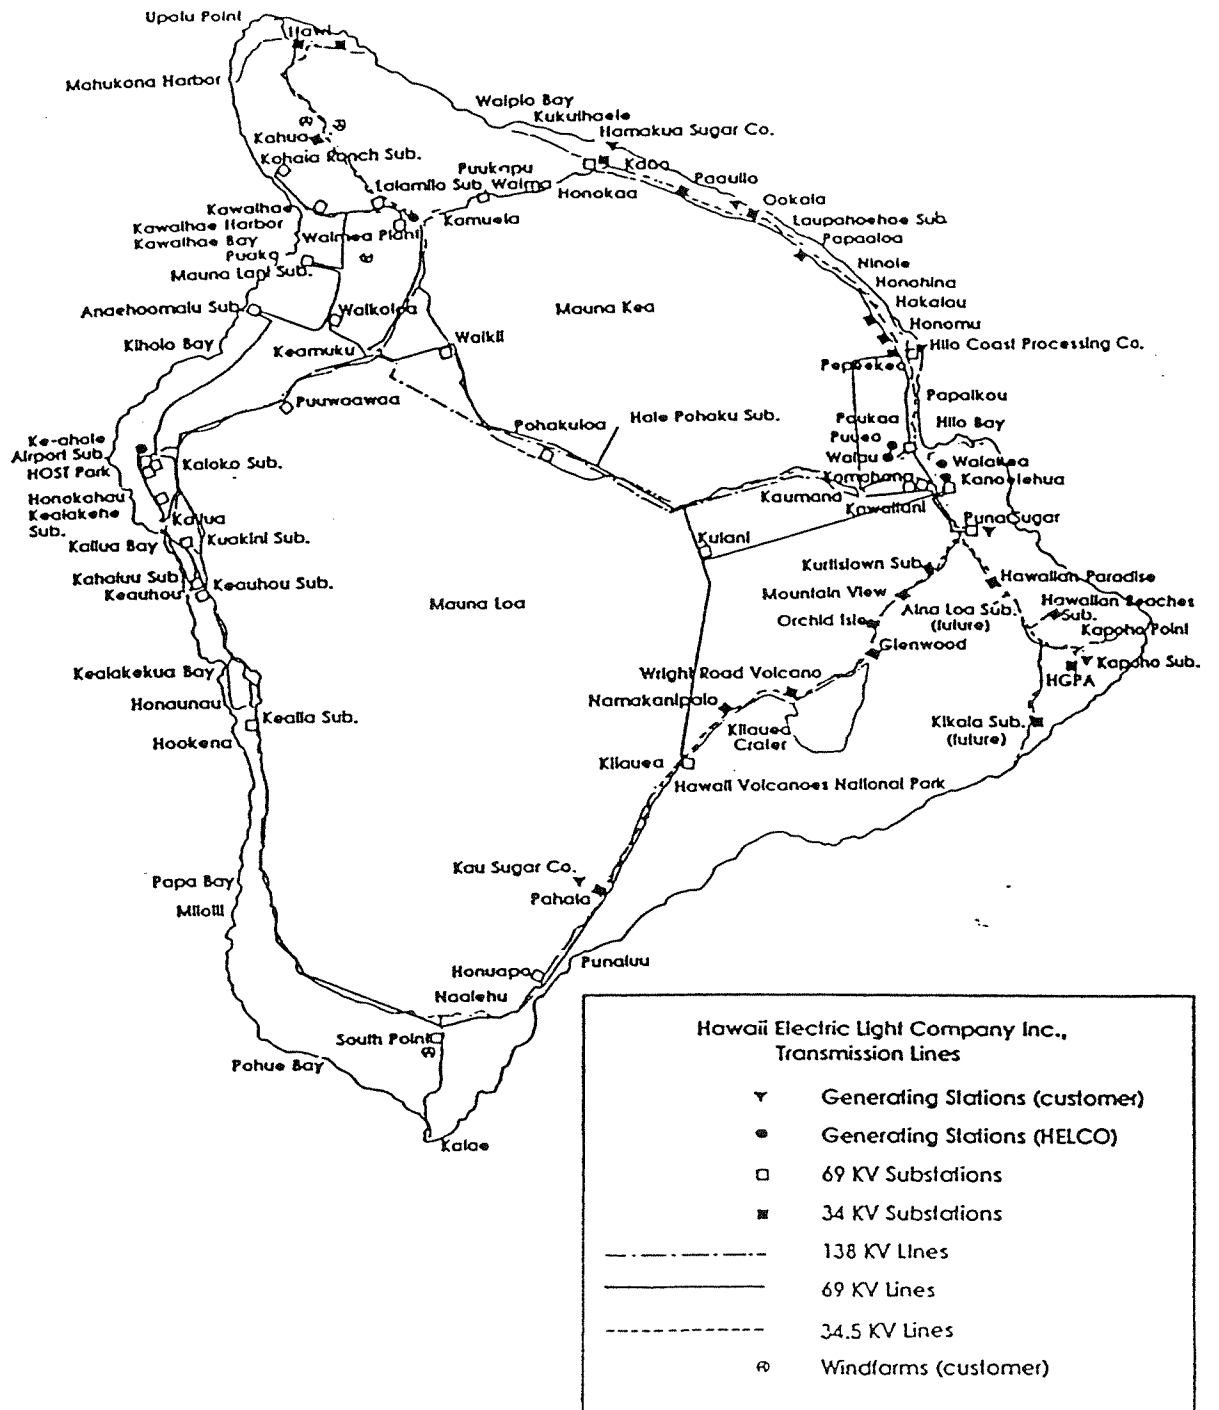 Upolu Point
Hawi
Mahukona Harbor
Waipio Bay
Kukuihaele
Hamakua Sugar Co.
Kahua
Kohala Ranch Sub.
Puukapu
Lalamilo Sub.
Waima
Honokaa
Paauilo
Ookala
Kawaihae
Kawaihae Harbor
Kawaihae Bay
Waimea Plant
Kamuela
Laupahoehoe Sub.
Papaaloa
Puako
Mauna Lani Sub.
Ninole
Honohina
Hakalau
Anaehoomalu Sub.
Waikoloa
Mauna Kea
Honomu
Kiholo Bay
Keamuku
Waikii
Hilo Coast Processing Co.
Pepeekeo
Puuwaawaa
Papaikou
Paukaa
Hilo Bay
Pohakuloa
Hale Pohaku Sub.
Ke-ahole
Airport Sub.
HOST Park
Kaloko Sub.
Puueo
Waiau
Waiakea
Komohana
Kanoelehua
Kaumana
Kawailani
Honokahau
Kealakehe
Sub.
Kailua
Kailua Bay
Kuakini Sub.
Kulani
Puna Sugar
Kahaluu Sub.
Keauhou
Keauhou Sub.
Mauna Loa
Kurtistown Sub.
Mountain View
Orchid Isle
Glenwood
Hawaiian Paradise
Aina Loa Sub.
(future)
Hawaiian Beaches
Sub.
Kapoho Point
Kapoho Sub.
HGPA
Kealakekua Bay
Honaunau
Kealia Sub.
Hookena
Wright Road Volcano
Namakanipaio
Kilauea
Crater
Kikala Sub.
(future)
Kilauea
Hawaii Volcanoes National Park
Papa Bay
Milolii
Kau Sugar Co.
Pahala
Honuapo
Punaluu
Naalehu
South Point
Pohue Bay
Kalae
Hawaii Electric Light Company Inc.,
Transmission Lines
Generating Stations (customer)
Generating Stations (HELCO)
69 KV Substations
34 KV Substations
138 KV Lines
69 KV Lines
34.5 KV Lines
Windfarms (customer)